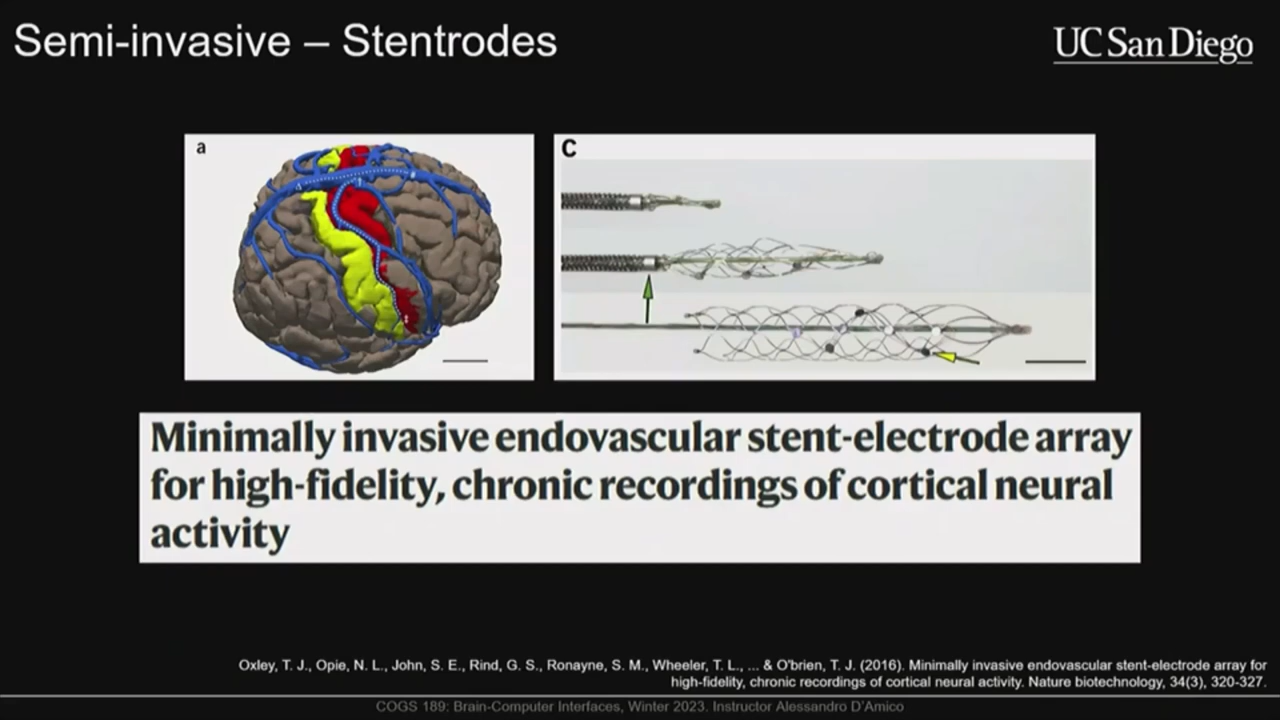 Semi-invasive – Stentrodes
UC San Diego
a
C
Minimally invasive endovascular stent-electrode array
for high-fidelity, chronic recordings of cortical neural
activity
Oxley, T. J., Opie, N. L., John, S. E., Rind, G. S., Ronayne, S. M., Wheeler, T. L., ... & O'brien, T. J. (2016). Minimally invasive endovascular stent-electrode array for
high-fidelity, chronic recordings of cortical neural activity. Nature biotechnology, 34(3), 320-327.
COGS 189: Brain-Computer Interfaces, Winter 2023. Instructor Alessandro D'Amico